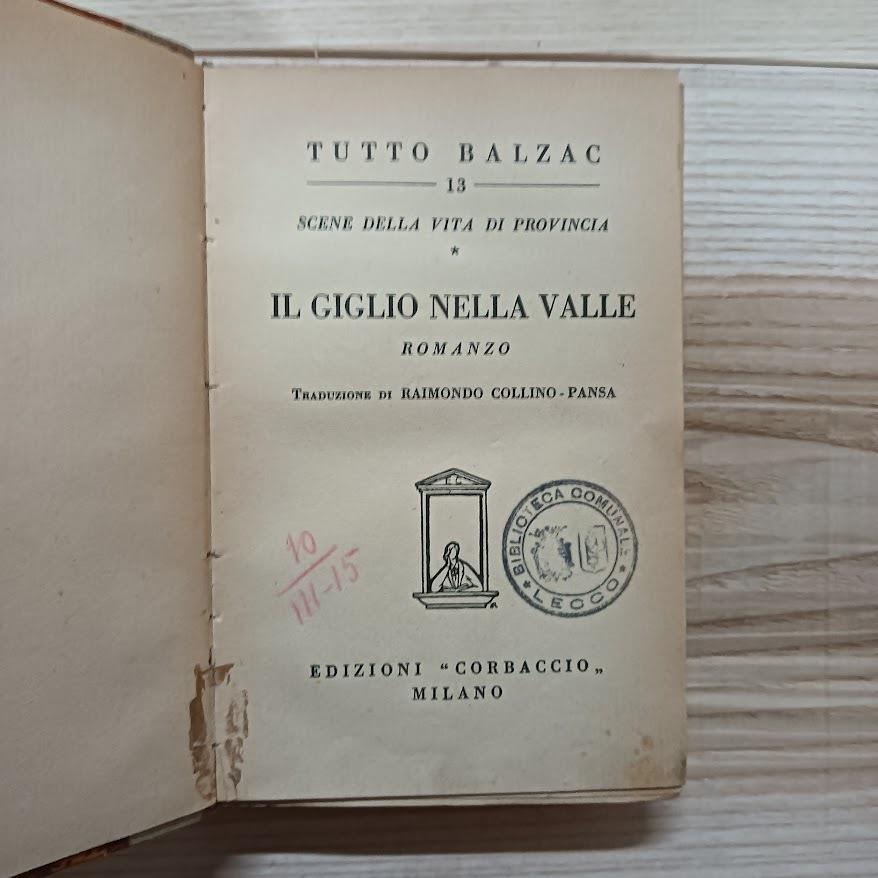 TUTTO BALZAC
13
SCENE DELLA VITA DI PROVINCIA
*
IL GIGLIO NELLA VALLE
ROMANZO
TRADUZIONE DI RAIMONDO COLLINO-PANSA
E C
BIBLIOTECA COMUNALE
* LECCO *
10
III-15
EDIZIONI “CORBACCIO„
MILANO